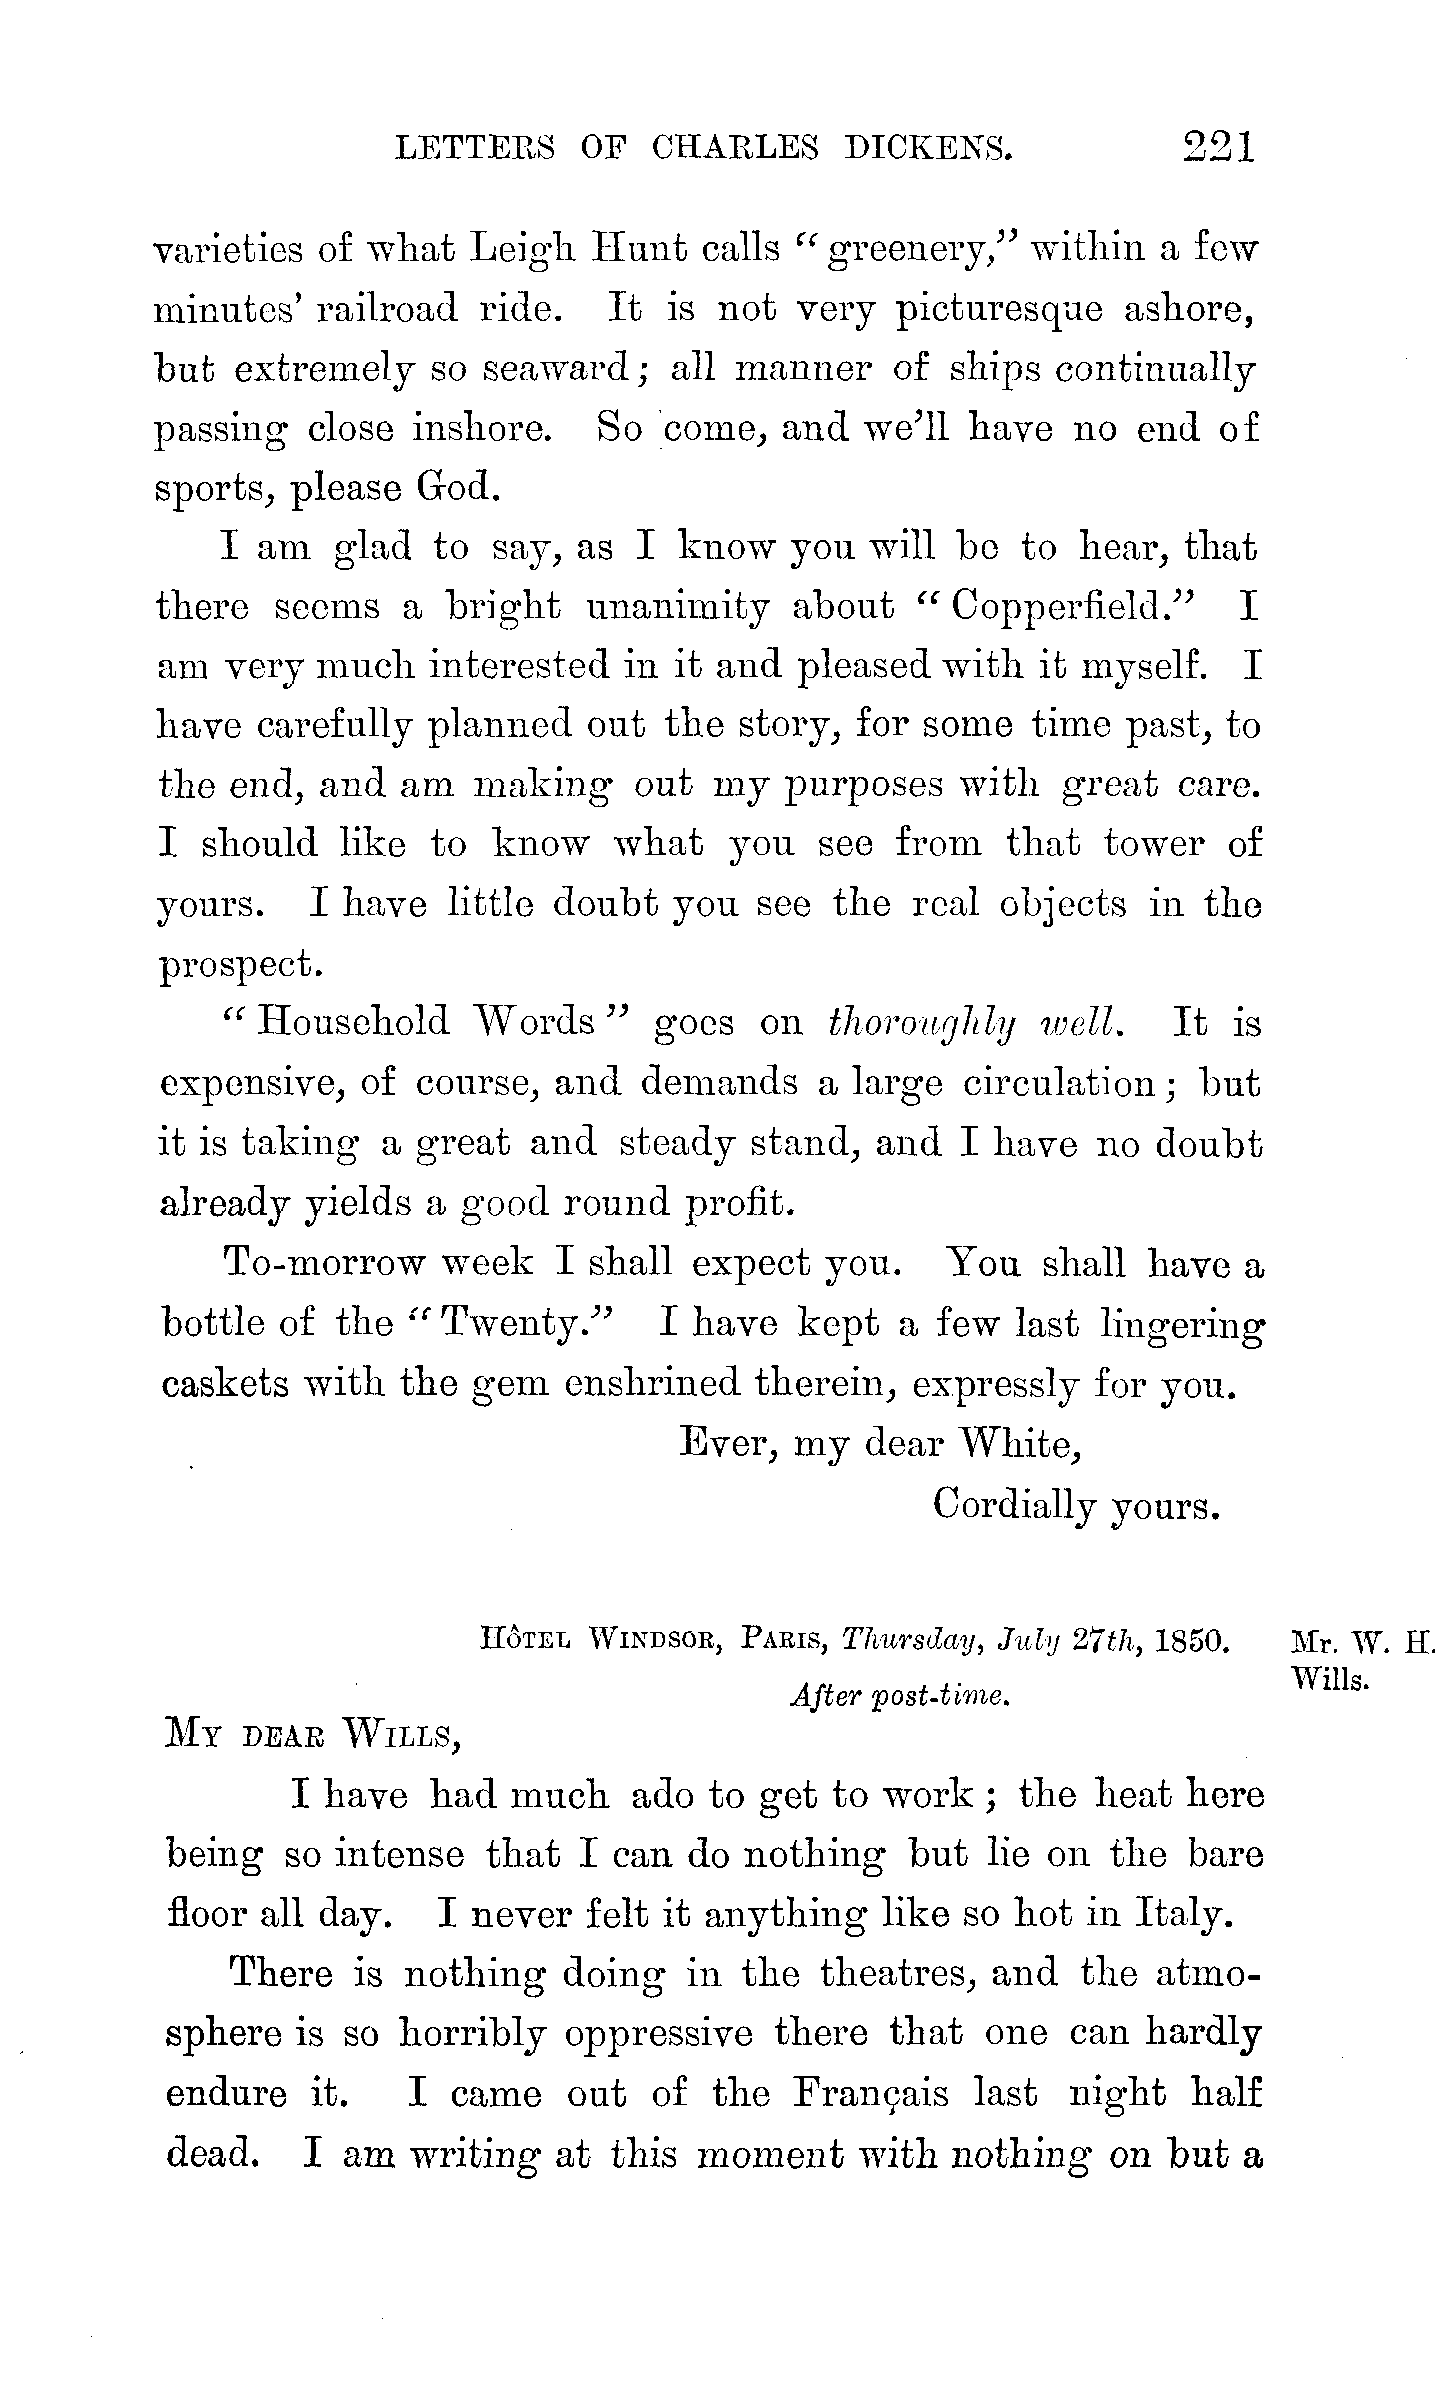 LETTERS OF CHARLES DICKENS. 221
varieties of what Leigh Hunt calls “greenery,” within a few
minutes’ railroad ride. It is not very picturesque ashore,
but extremely so seaward; all manner of ships continually
passing close inshore. So come, and we’ll have no end of
sports, please God.
I am glad to say, as I know you will be to hear, that
there seems a bright unanimity about “Copperfield.” I
am very much interested in it and pleased with it myself. I
have carefully planned out the story, for some time past, to
the end, and am making out my purposes with great care.
I should like to know what you see from that tower of
yours. I have little doubt you see the real objects in the
prospect.
“Household Words” goes on thoroughly well. It is
expensive, of course, and demands a large circulation; but
it is taking a great and steady stand, and I have no doubt
already yields a good round profit.
To-morrow week I shall expect you. You shall have a
bottle of the “Twenty.” I have kept a few last lingering
caskets with the gem enshrined therein, expressly for you.
Ever, my dear White,
Cordially yours.
HÔTEL WINDSOR, PARIS, Thursday, July 27th, 1850.
After post-time.
Mr. W. H.
Wills.
MY DEAR WILLS,
I have had much ado to get to work; the heat here
being so intense that I can do nothing but lie on the bare
floor all day. I never felt it anything like so hot in Italy.
There is nothing doing in the theatres, and the atmo-
sphere is so horribly oppressive there that one can hardly
endure it. I came out of the Français last night half
dead. I am writing at this moment with nothing on but a